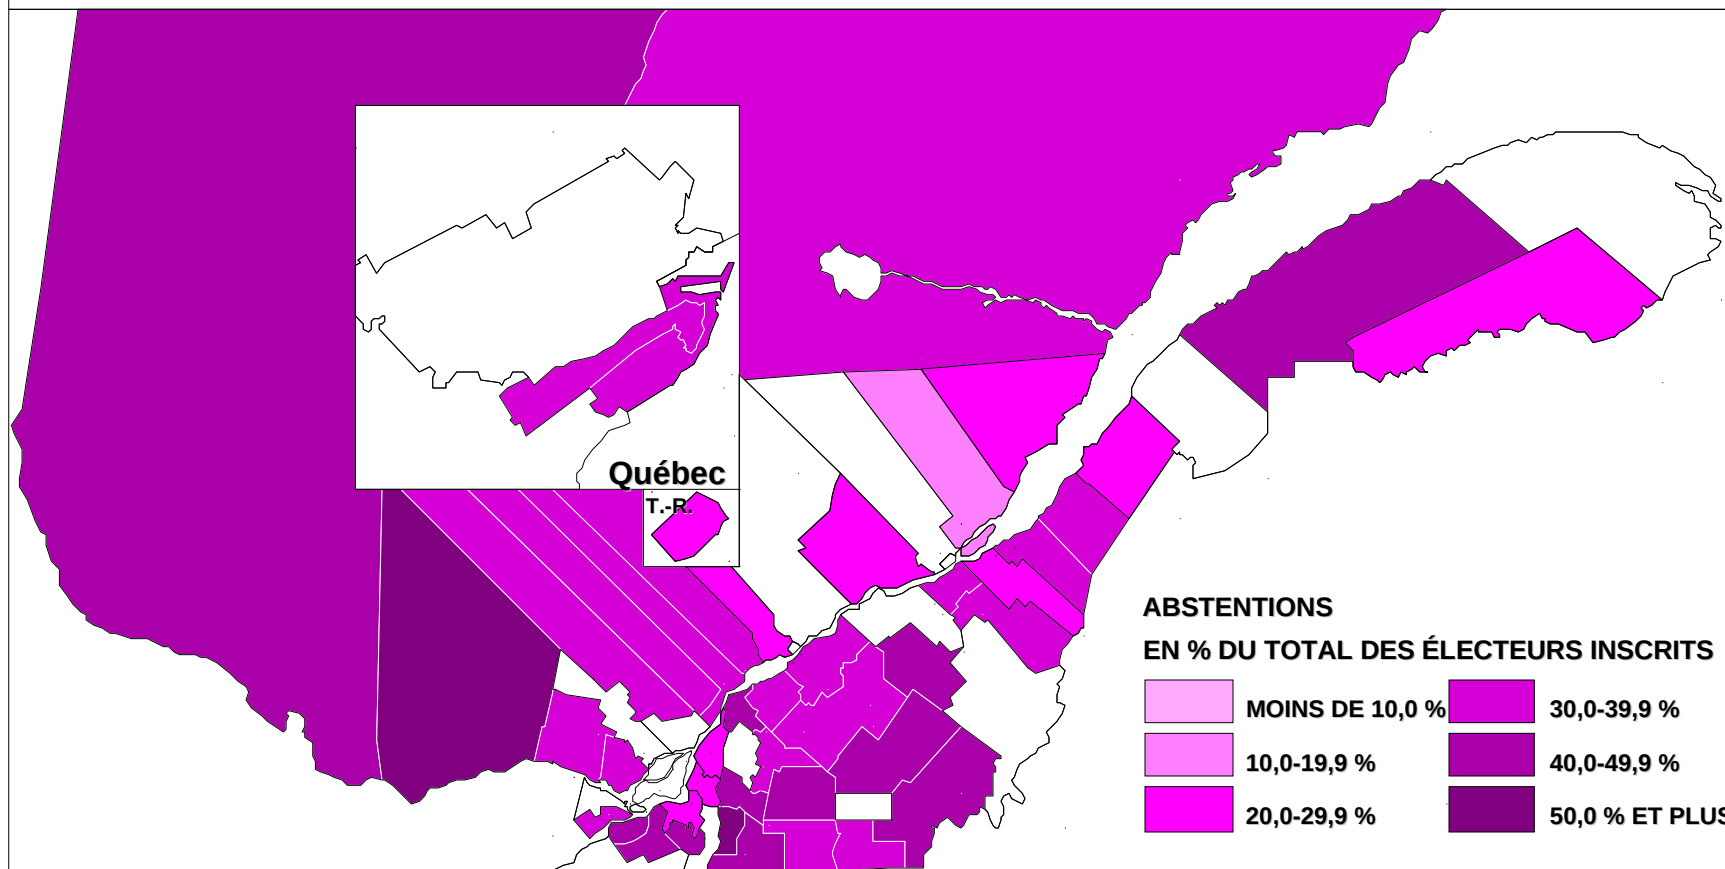 Québec
T.-R.
ABSTENTIONS
EN % DU TOTAL DES ÉLECTEURS INSCRITS
MOINS DE 10,0 %
30,0-39,9 %
10,0-19,9 %
40,0-49,9 %
20,0-29,9 %
50,0 % ET PLUS